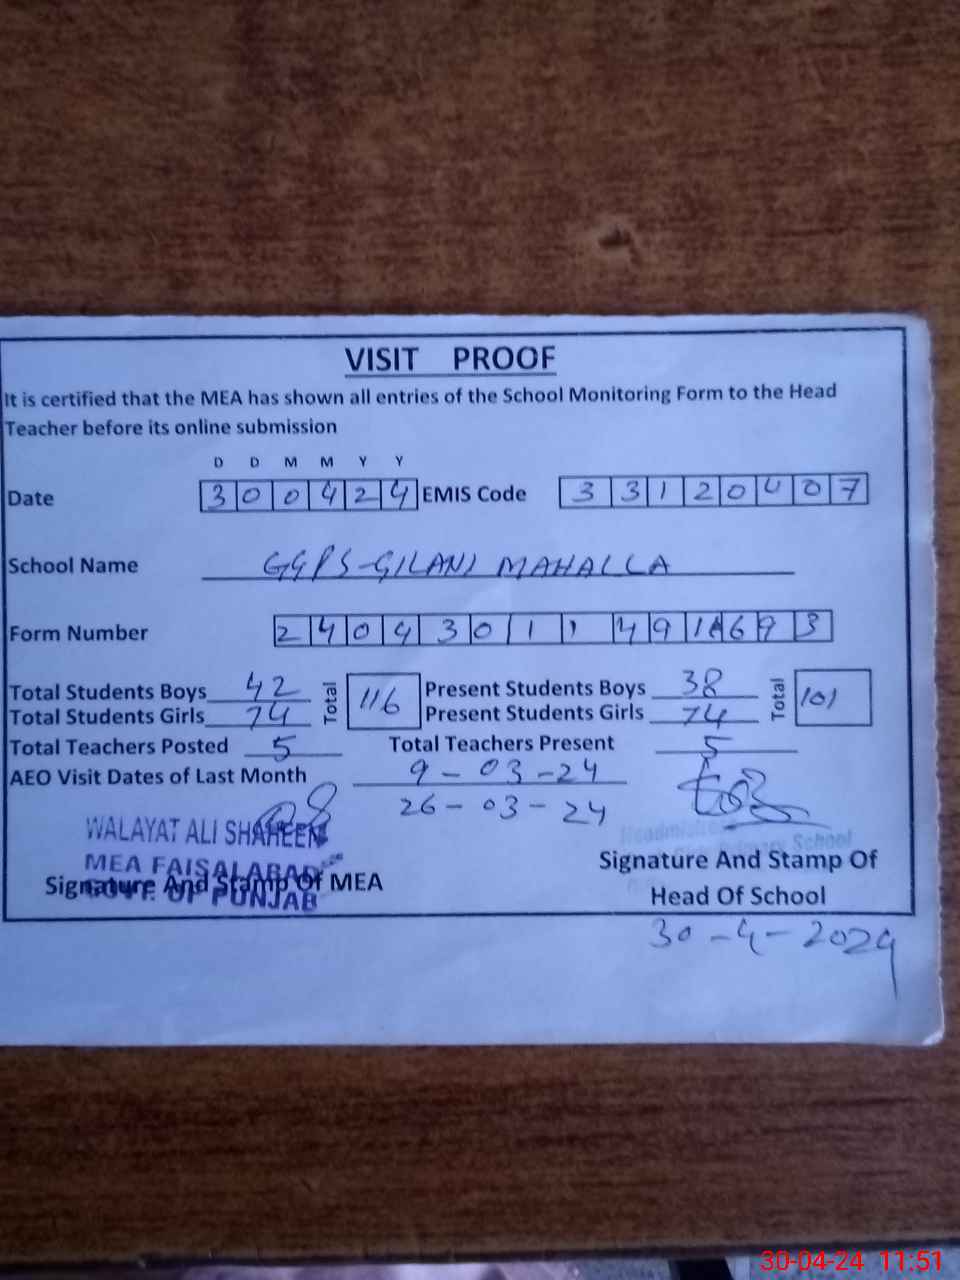 VISIT PROOF
It is certified that the MEA has shown all entries of the School Monitoring Form to the Head
Teacher before its online submission
D D M M Y Y
Date 3 0 0 4 2 4 EMIS Code 3 3 1 2 0 4 0 7
School Name GGPS-GILANI MAHALLA
Form Number 2 4 0 4 3 0 1 1 4 9 1 6 9 3
Total Students Boys 42 Total 116 Present Students Boys 38 Total 101
Total Students Girls 74 Present Students Girls 74
Total Teachers Posted 5 Total Teachers Present 5
AEO Visit Dates of Last Month 9-03-24
26-03-24
WALAYAT ALI SHAHEEN
MEA FAISALABAD
GOVT. OF PUNJAB
Signature And Stamp Of MEA
School
Signature And Stamp Of
Head Of School
30-4-2024
30-04-24 11:51